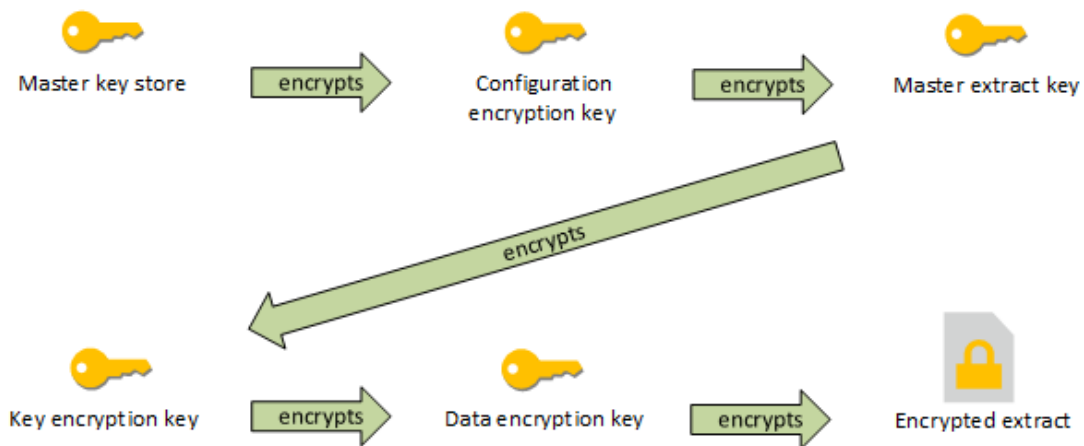 Master key store
encrypts
Configuration
encryption key
encrypts
Master extract key
encrypts
Key encryption key
encrypts
Data encryption key
encrypts
Encrypted extract